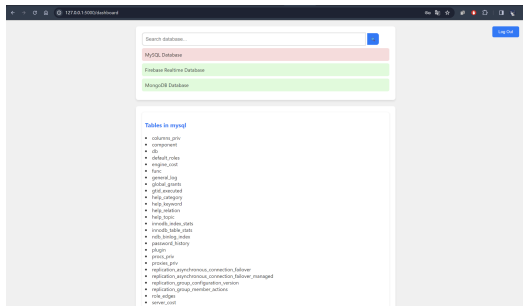 127.0.0.1:5000/dashboard
Log Out
Search database...
MySQL Database
Firebase Realtime Database
MongoDB Database
Tables in mysql
columns_priv
component
db
default_roles
engine_cost
func
general_log
global_grants
gtid_executed
help_category
help_keyword
help_relation
help_topic
innodb_index_stats
innodb_table_stats
ndb_binlog_index
password_history
plugin
procs_priv
proxies_priv
replication_asynchronous_connection_failover
replication_asynchronous_connection_failover_managed
replication_group_configuration_version
replication_group_member_actions
role_edges
server_cost